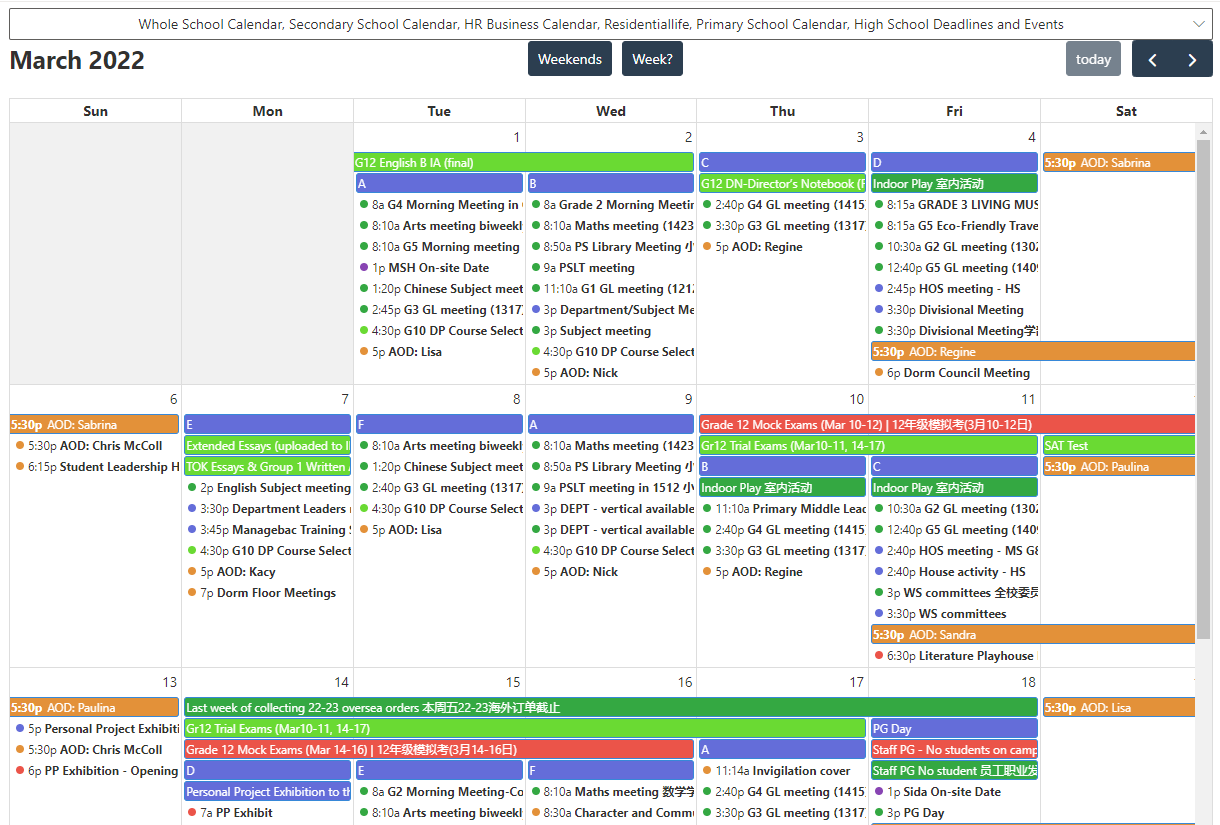 Whole School Calendar, Secondary School Calendar, HR Business Calendar, Residentiallife, Primary School Calendar, High School Deadlines and Events
March 2022
Weekends
Week?
today
Sun Mon Tue Wed Thu Fri Sat
1 2 3 4
G12 English B IA (final)
C
D
5:30p AOD: Sabrina
A
B
G12 DN-Director's Notebook (F
Indoor Play 室内活动
8a G4 Morning Meeting in
8:10a Arts meeting biweekl
8:10a G5 Morning meeting
1p MSH On-site Date
1:20p Chinese Subject meet
2:45p G3 GL meeting (1317
4:30p G10 DP Course Select
5p AOD: Lisa
8a Grade 2 Morning Meetin
8:10a Maths meeting (1423
8:50a PS Library Meeting 小
9a PSLT meeting
11:10a G1 GL meeting (1212
3p Department/Subject Me
3p Subject meeting
4:30p G10 DP Course Select
5p AOD: Nick
2:40p G4 GL meeting (1415
3:30p G3 GL meeting (1317
5p AOD: Regine
8:15a GRADE 3 LIVING MUS
8:15a G5 Eco-Friendly Trave
10:30a G2 GL meeting (1302
12:40p G5 GL meeting (1409
2:45p HOS meeting - HS
3:30p Divisional Meeting
3:30p Divisional Meeting学
5:30p AOD: Regine
6p Dorm Council Meeting
6 7 8 9 10 11
5:30p AOD: Sabrina
5:30p AOD: Chris McColl
6:15p Student Leadership H
E
Extended Essays (uploaded to I
TOK Essays & Group 1 Written
2p English Subject meeting
3:30p Department Leaders
3:45p Managebac Training S
4:30p G10 DP Course Select
5p AOD: Kacy
7p Dorm Floor Meetings
F
8:10a Arts meeting biweekl
1:20p Chinese Subject meet
2:40p G3 GL meeting (1317
4:30p G10 DP Course Select
5p AOD: Lisa
A
8:10a Maths meeting (1423
8:50a PS Library Meeting 小
9a PSLT meeting in 1512 小
3p DEPT - vertical available
3p DEPT - vertical available
4:30p G10 DP Course Select
5p AOD: Nick
Grade 12 Mock Exams (Mar 10-12) | 12年级模拟考(3月10-12日)
Gr12 Trial Exams (Mar10-11, 14-17)
SAT Test
B
C
5:30p AOD: Paulina
Indoor Play 室内活动
Indoor Play 室内活动
11:10a Primary Middle Lead
2:40p G4 GL meeting (1415
3:30p G3 GL meeting (1317
5p AOD: Regine
10:30a G2 GL meeting (1302
12:40p G5 GL meeting (1409
2:40p HOS meeting - MS G8
2:40p House activity - HS
3p WS committees 全校委员
3:30p WS committees
5:30p AOD: Sandra
6:30p Literature Playhouse
13 14 15 16 17 18
5:30p AOD: Paulina
5p Personal Project Exhibiti
5:30p AOD: Chris McColl
6p PP Exhibition - Opening
Last week of collecting 22-23 oversea orders 本周五22-23海外订单截止
5:30p AOD: Lisa
Gr12 Trial Exams (Mar10-11, 14-17)
PG Day
Grade 12 Mock Exams (Mar 14-16) | 12年级模拟考(3月14-16日)
A
Staff PG - No students on camp
D
E
F
Staff PG No student 员工职业发
Personal Project Exhibition to th
7a PP Exhibit
8a G2 Morning Meeting-Co
8:10a Arts meeting biweekl
8:10a Maths meeting 数学学
8:30a Character and Commu
11:14a Invigilation cover
2:40p G4 GL meeting (1415
3:30p G3 GL meeting (1317
1p Sida On-site Date
3p PG Day